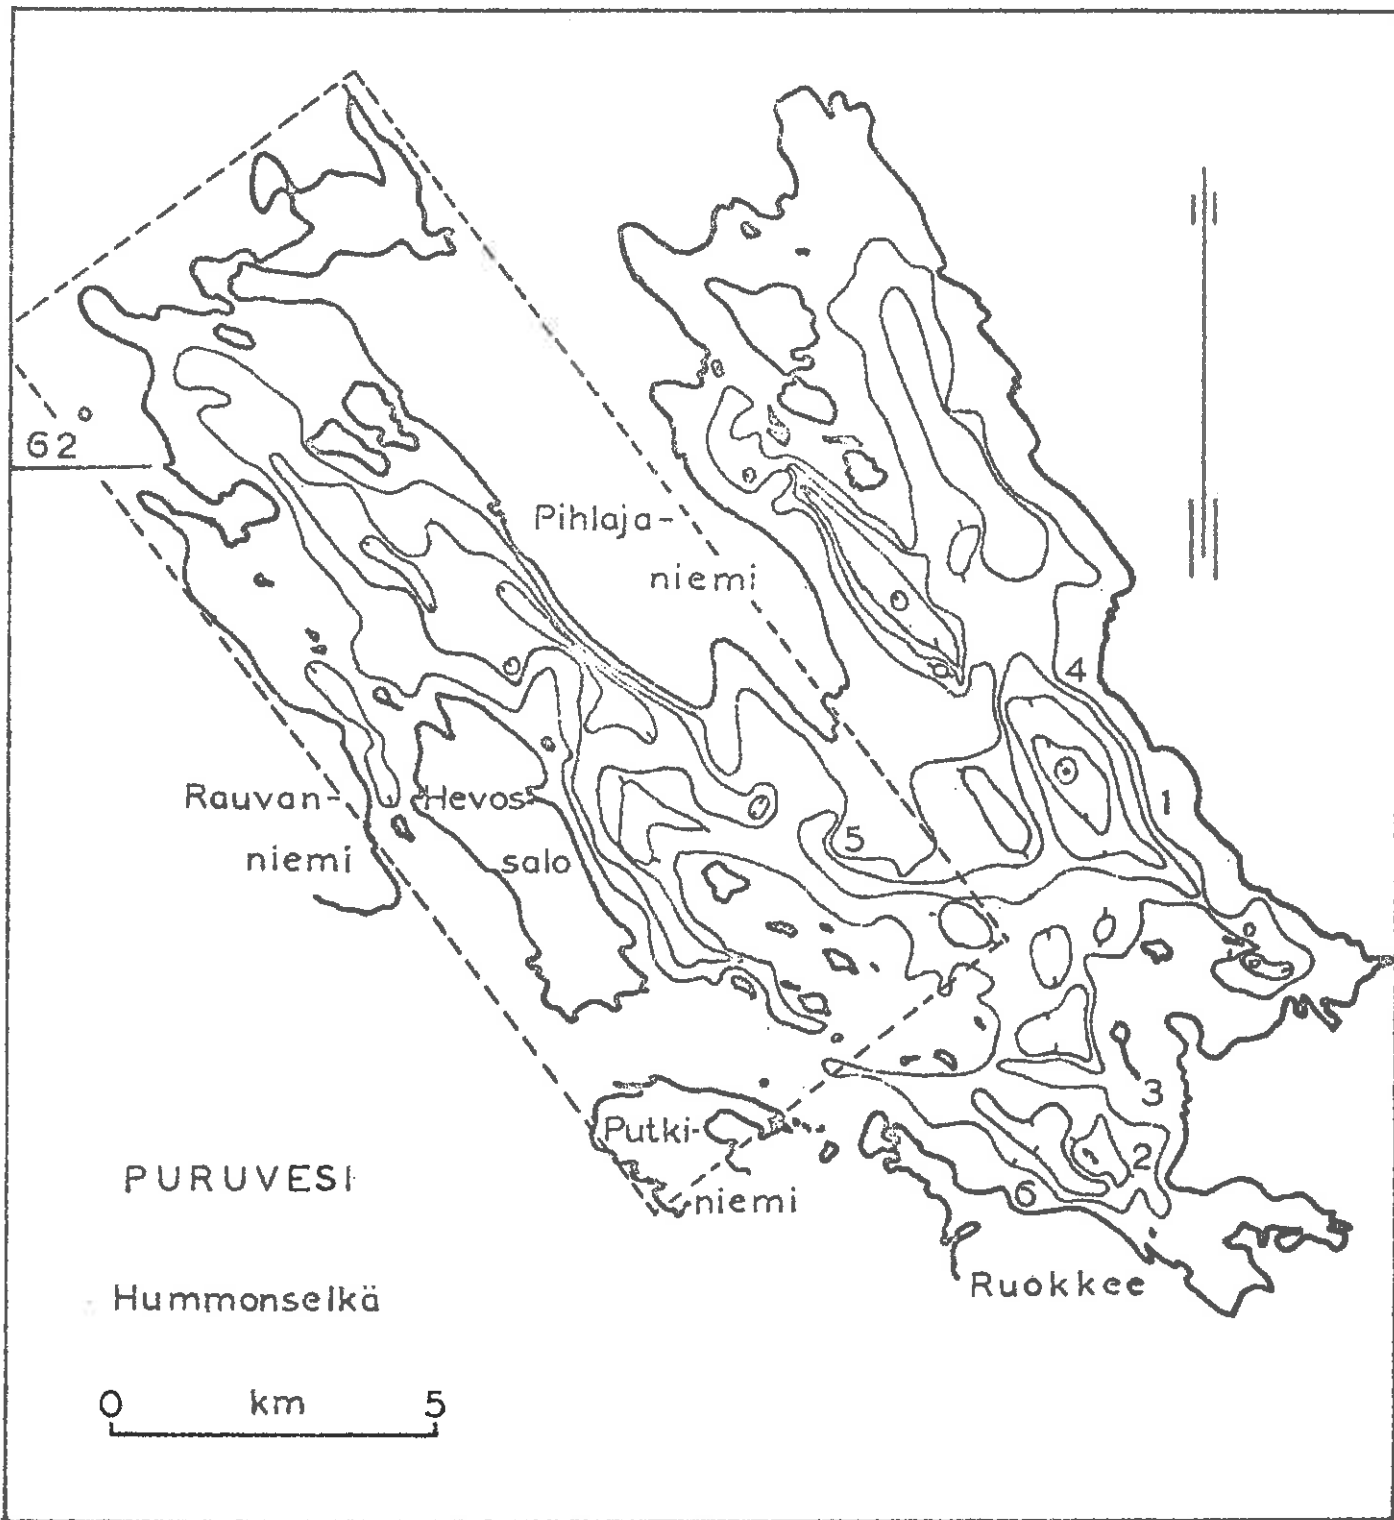 62
Pihlaja-
niemi
4
Rauvan-
niemi
Hevos-
salo
1
5
3
Putki-
niemi
2
6
PURUVESI
Ruokkee
Hummonselkä
0 km 5